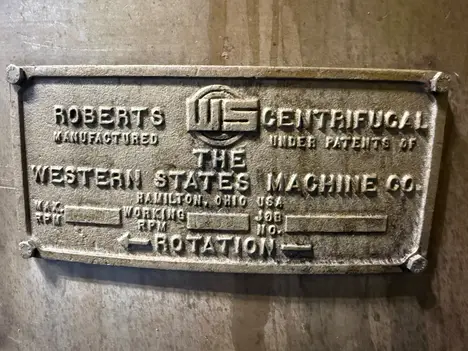 ROBERTS WS CENTRIFUGAL
MANUFACTURED UNDER PATENTS OF
THE
WESTERN STATES MACHINE CO.
HAMILTON, OHIO USA
MAX. RPM WORKING RPM JOB NO.
ROTATION